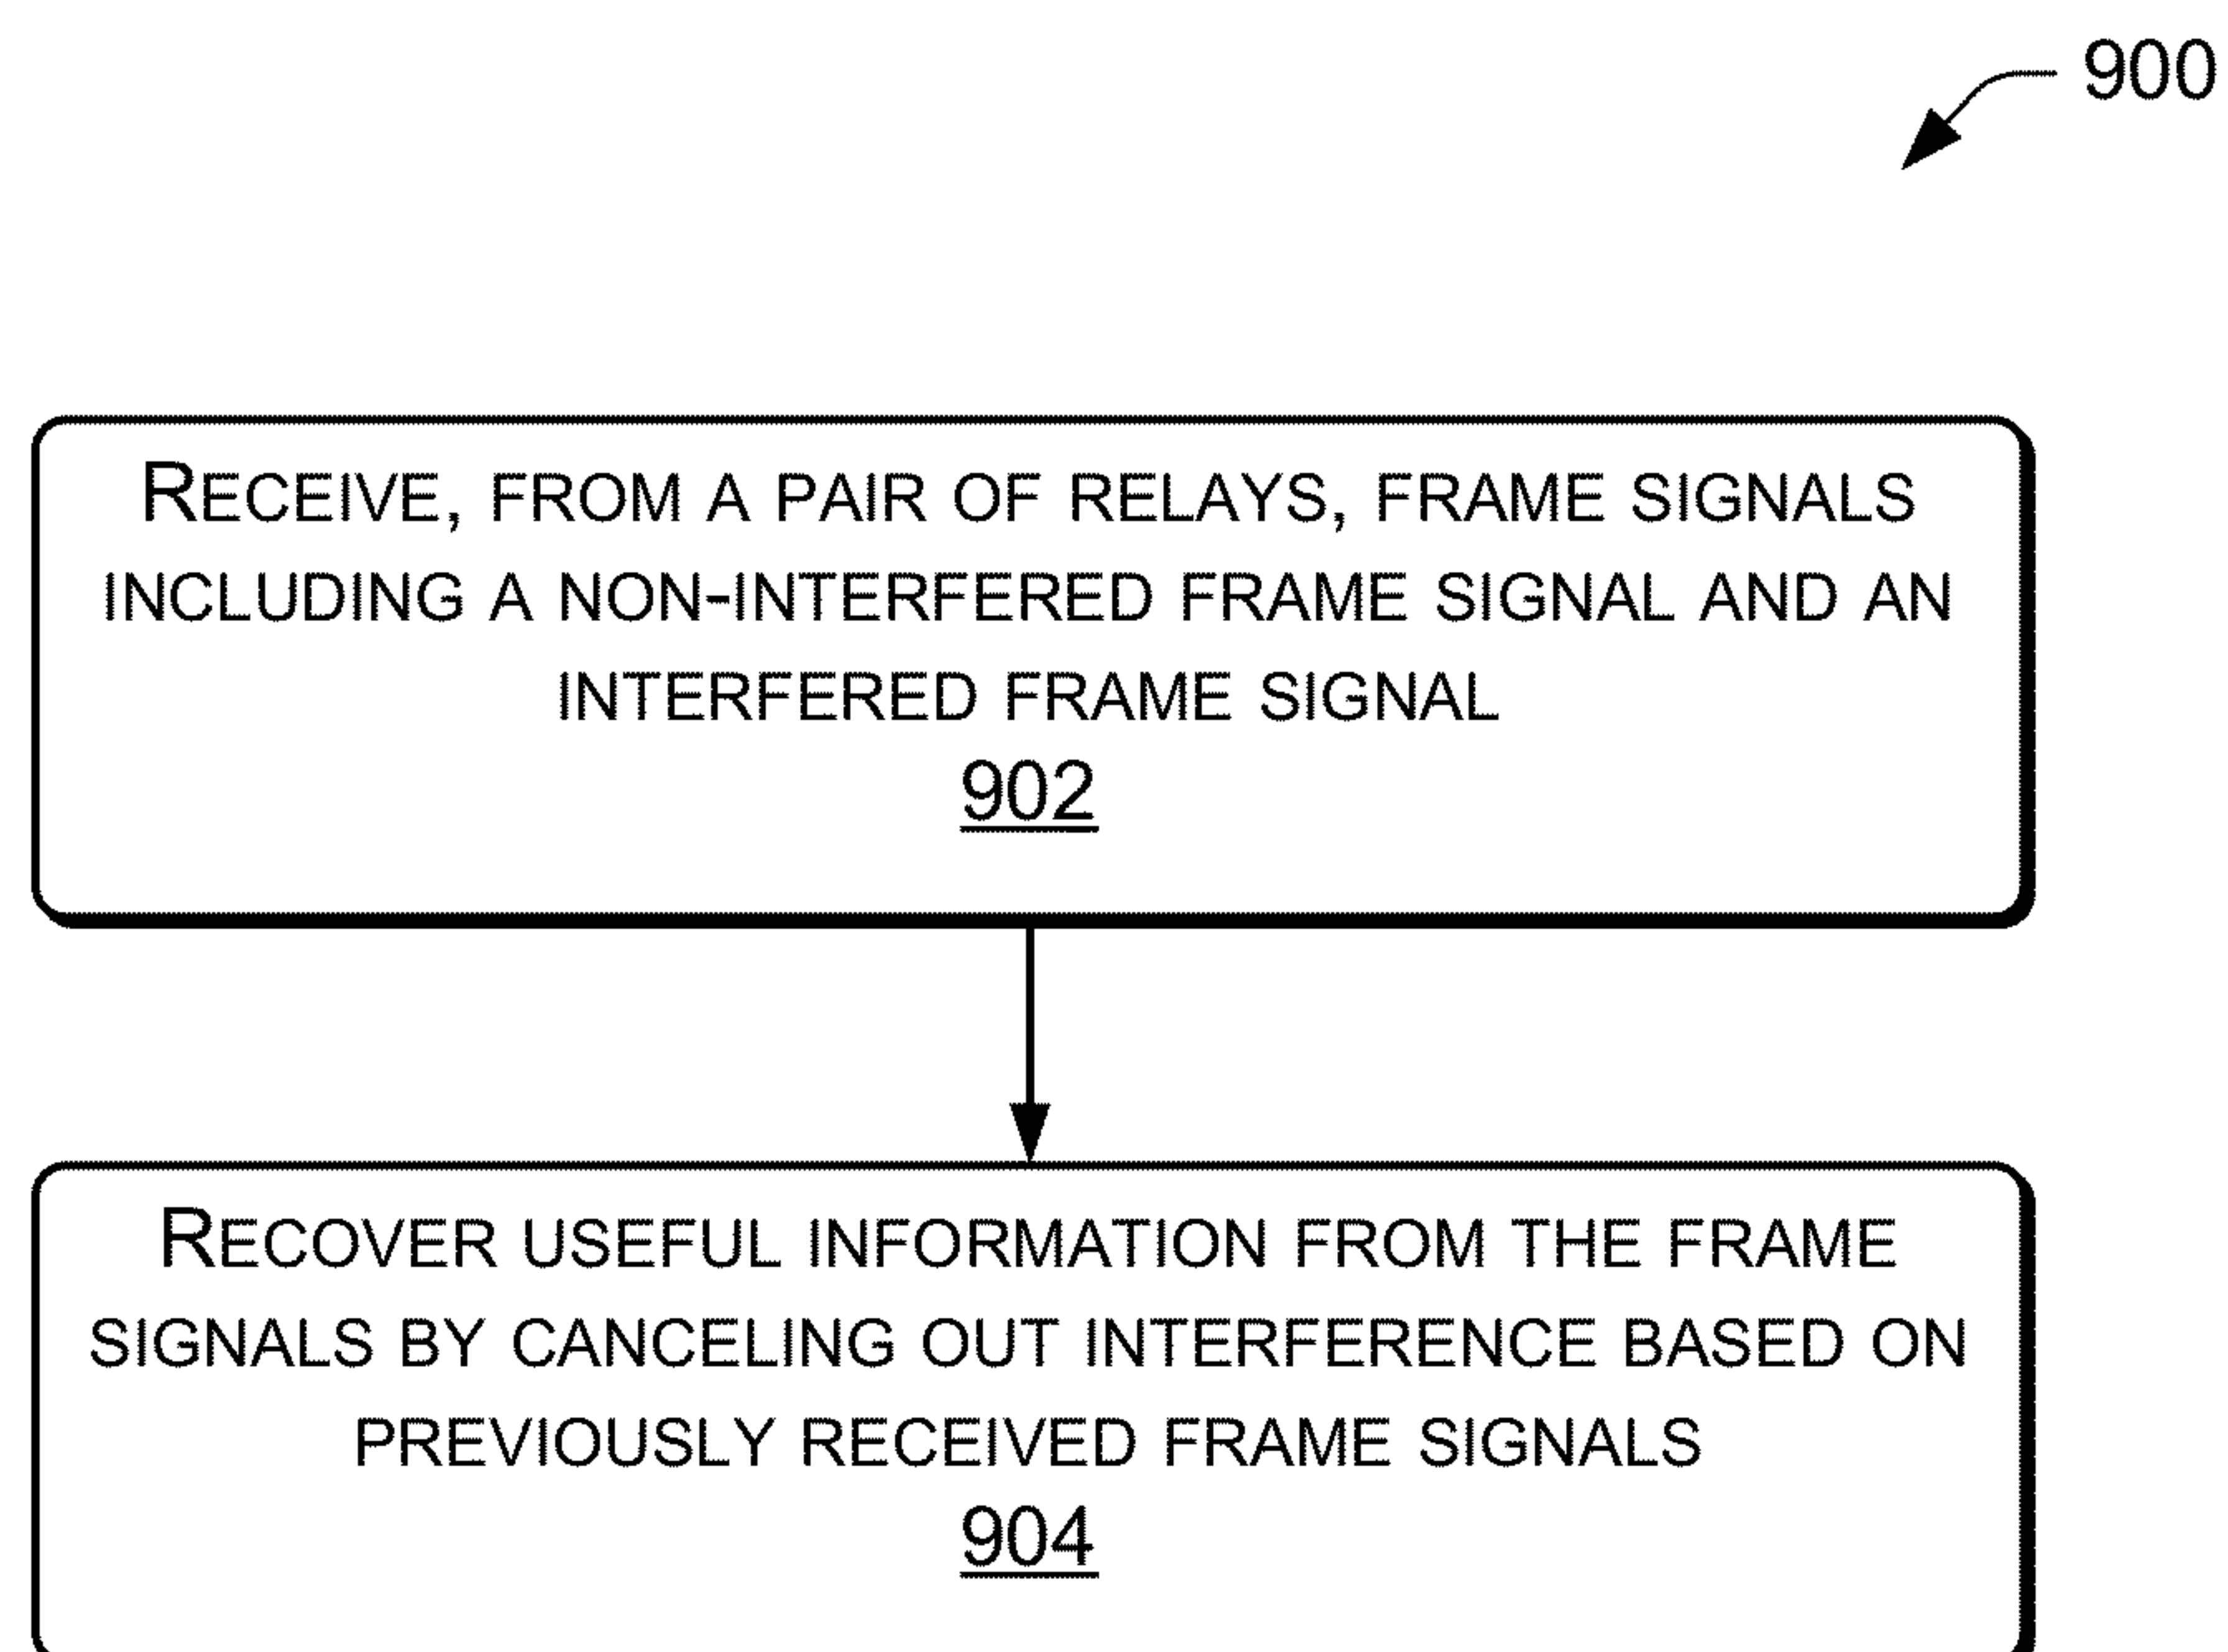 900
RECEIVE, FROM A PAIR OF RELAYS, FRAME SIGNALS
INCLUDING A NON-INTERFERED FRAME SIGNAL AND AN
INTERFERED FRAME SIGNAL
902
RECOVER USEFUL INFORMATION FROM THE FRAME
SIGNALS BY CANCELING OUT INTERFERENCE BASED ON
PREVIOUSLY RECEIVED FRAME SIGNALS
904